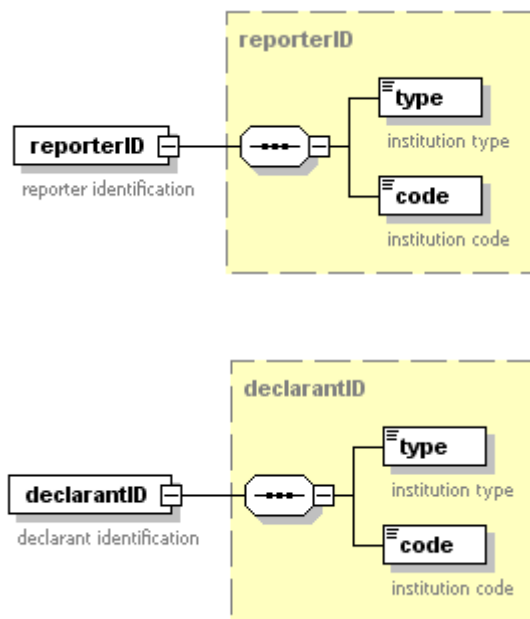 reporterID
type
institution type
reporterID
reporter identification
code
institution code
declarantID
type
institution type
declarantID
declarant identification
code
institution code